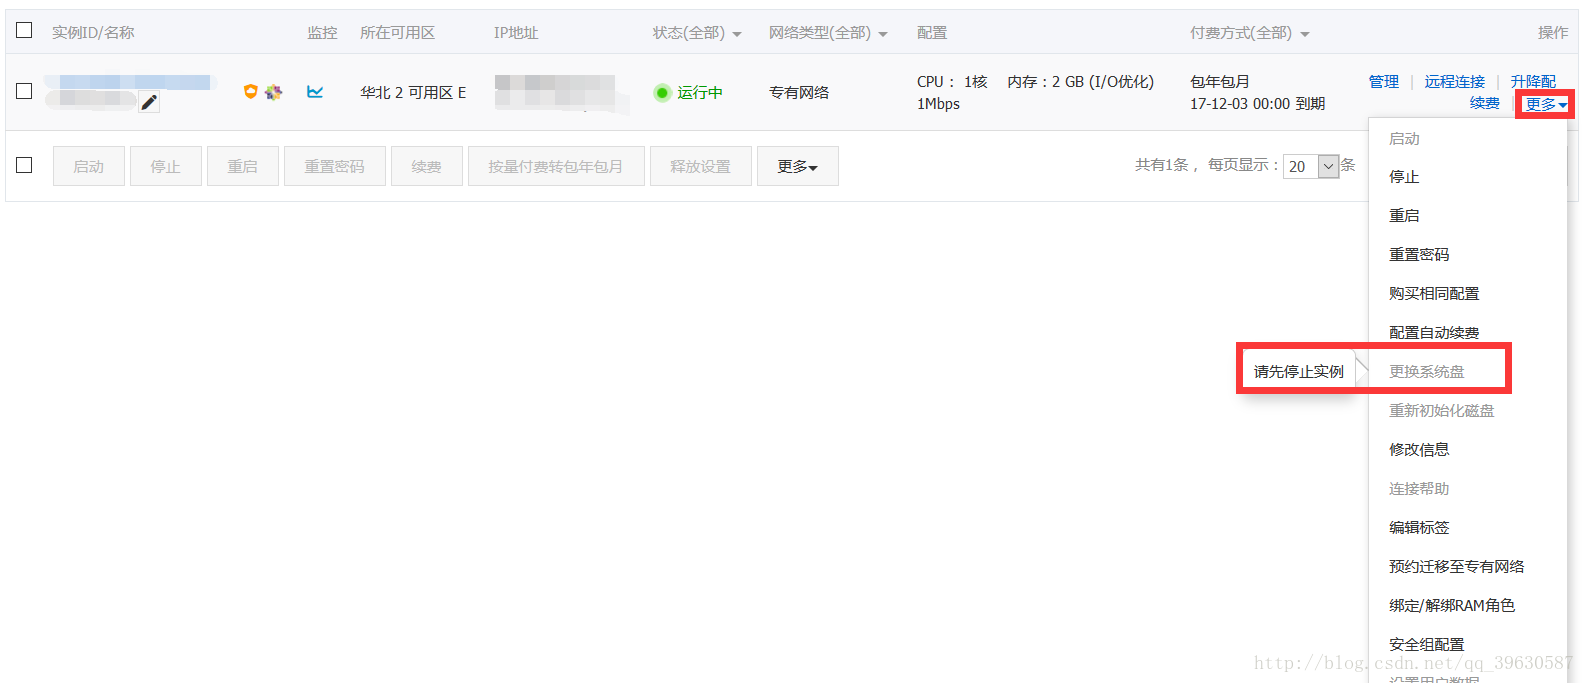 实例ID/名称 监控 所在可用区 IP地址 状态(全部) 网络类型(全部) 配置 付费方式(全部) 操作
华北 2 可用区 E 运行中 专有网络 CPU： 1核 内存：2 GB (I/O优化) 包年包月 管理 | 远程连接 | 升降配
1Mbps 17-12-03 00:00 到期 续费 | 更多
启动 停止 重启 重置密码 续费 按量付费转包年包月 释放设置 更多 共有1条， 每页显示：20 条
启动
停止
重启
重置密码
购买相同配置
配置自动续费
请先停止实例 更换系统盘
重新初始化磁盘
修改信息
连接帮助
编辑标签
预约迁移至专有网络
绑定/解绑RAM角色
安全组配置
http://blog.csdn.net/qq_39630587
设置用户数据